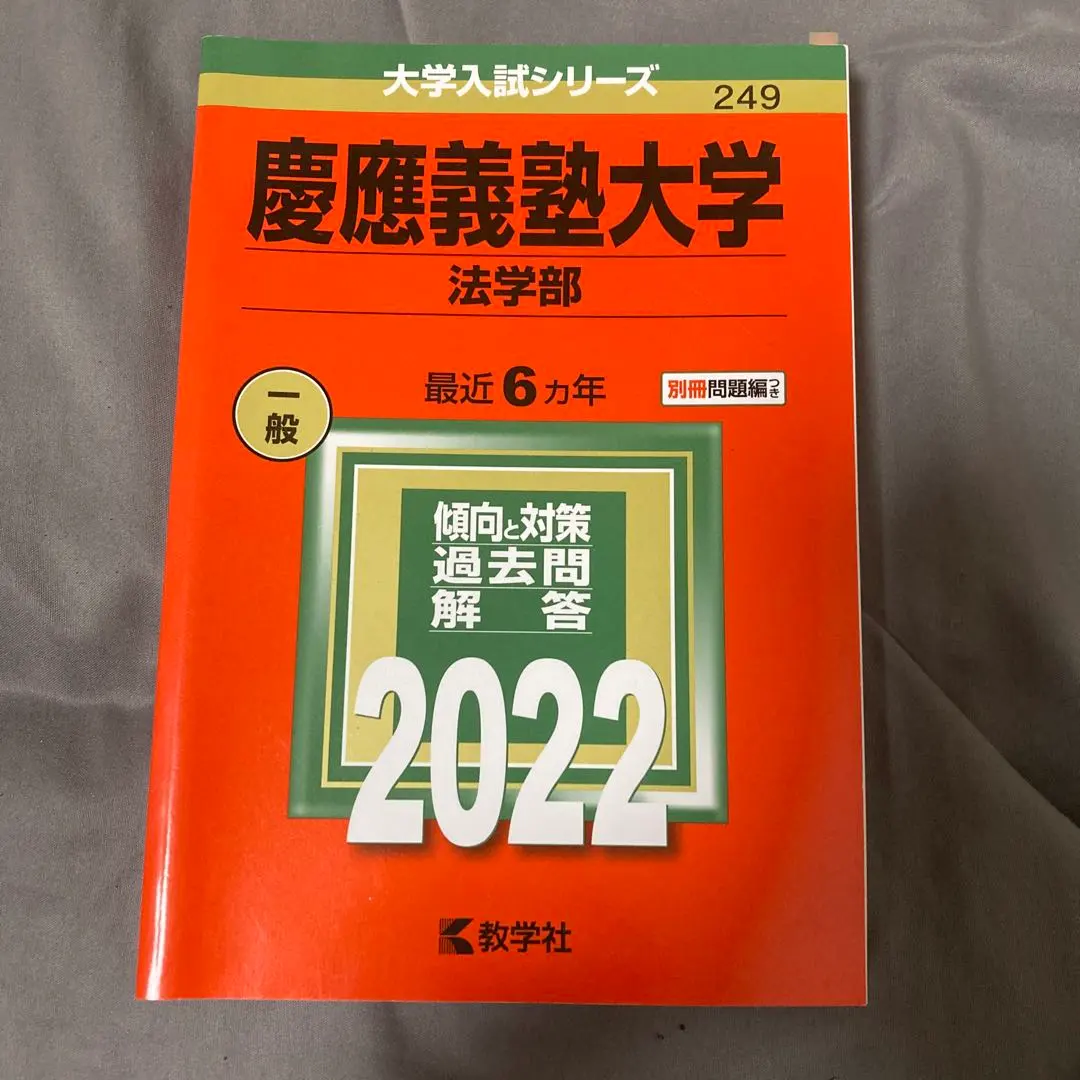 大学入試シリーズ
249
慶應義塾大学
法学部
最近6カ年
別冊問題編つき
一般
傾向と対策
過去問
解答
2022
教学社